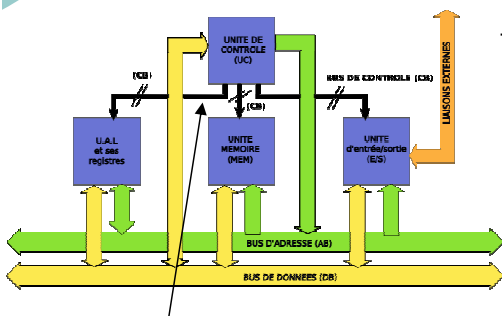 UNITE DE
CONTROLE
(UC)
(CB)
(CB)
BUS DE CONTROLE (CB)
LIAISONS EXTERNES
U.A.L
et ses
registres
UNITE
MEMOIRE
(MEM)
UNITE
d'entrée/sortie
(E/S)
BUS D'ADRESSE (AB)
BUS DE DONNEES (DB)